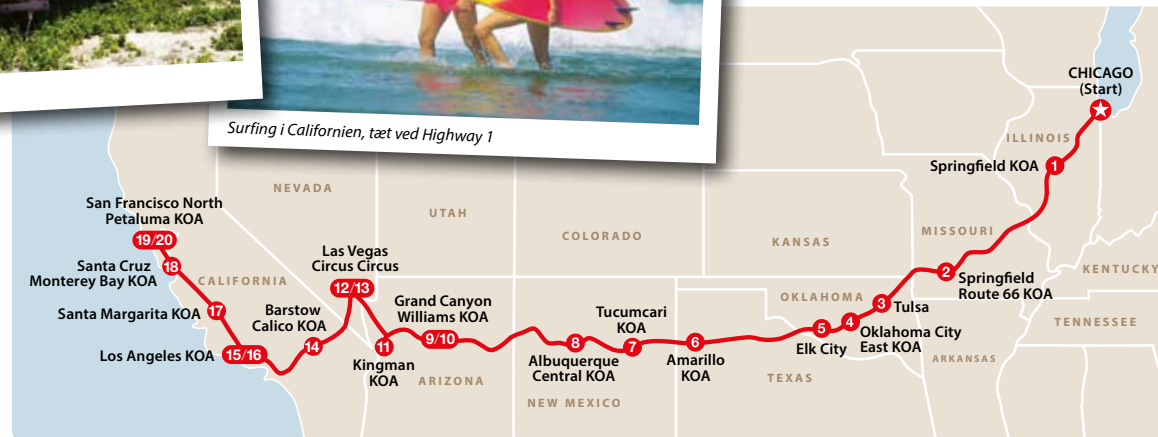 Surfing i Californien, tæt ved Highway 1
CHICAGO
(Start)
ILLINOIS
Springfield KOA
1
MISSOURI
2
Springfield
Route 66 KOA
KENTUCKY
TENNESSEE
ARKANSAS
KANSAS
OKLAHOMA
3
Tulsa
4
Oklahoma City
East KOA
5
Elk City
TEXAS
6
Amarillo
KOA
Tucumcari
KOA
7
8
Albuquerque
Central KOA
NEW MEXICO
COLORADO
UTAH
NEVADA
ARIZONA
Grand Canyon
Williams KOA
9/10
11
Kingman
KOA
Las Vegas
Circus Circus
12/13
Barstow
Calico KOA
14
Los Angeles KOA
15/16
Santa Margarita KOA
17
CALIFORNIA
Santa Cruz
Monterey Bay KOA
18
San Francisco North
Petaluma KOA
19/20